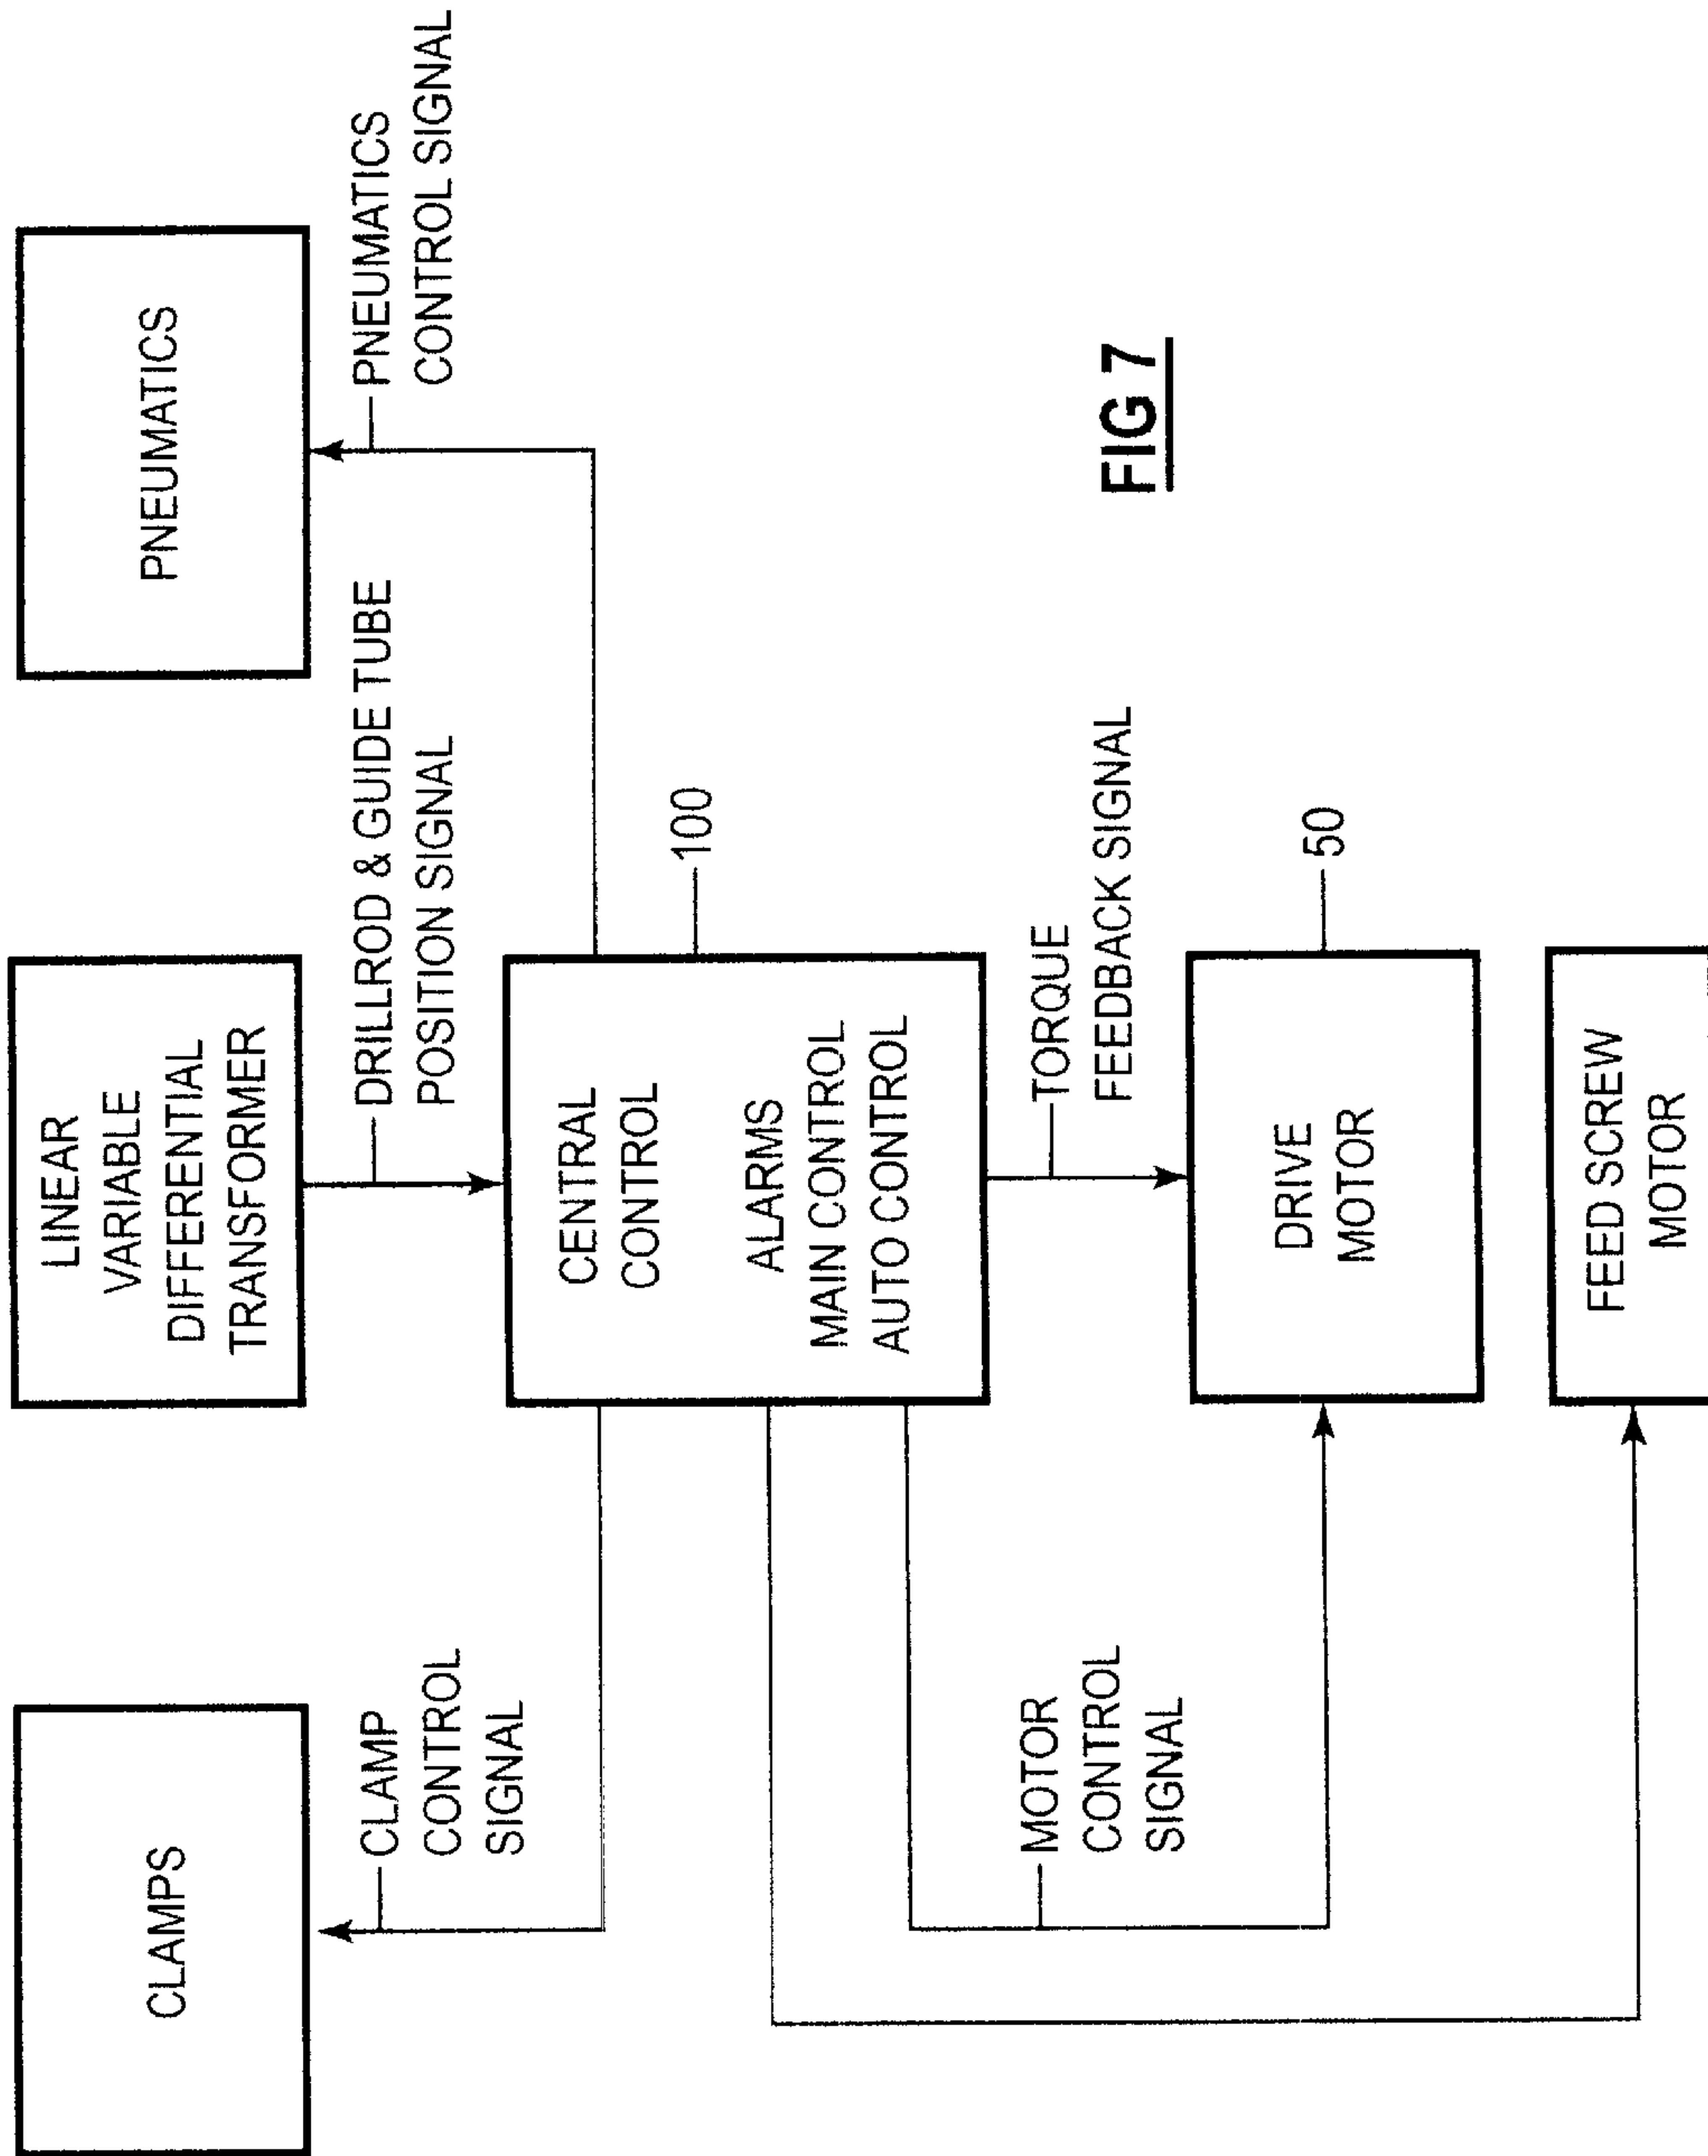 CLAMPS
LINEAR
VARIABLE
DIFFERENTIAL
TRANSFORMER
PNEUMATICS
CLAMP
CONTROL
SIGNAL
DRILLROD & GUIDE TUBE
POSITION SIGNAL
PNEUMATICS
CONTROL SIGNAL
CENTRAL
CONTROL
ALARMS
MAIN CONTROL
AUTO CONTROL
100
MOTOR
CONTROL
SIGNAL
TORQUE
FEEDBACK SIGNAL
DRIVE
MOTOR
50
FEED SCREW
MOTOR
FIG 7